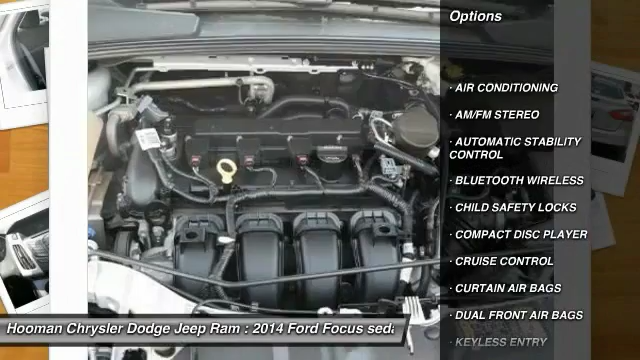 Options
· AIR CONDITIONING
· AM/FM STEREO
· AUTOMATIC STABILITY
CONTROL
· BLUETOOTH WIRELESS
· CHILD SAFETY LOCKS
· COMPACT DISC PLAYER
· CRUISE CONTROL
· CURTAIN AIR BAGS
· DUAL FRONT AIR BAGS
· KEYLESS ENTRY
Hooman Chrysler Dodge Jeep Ram : 2014 Ford Focus seda